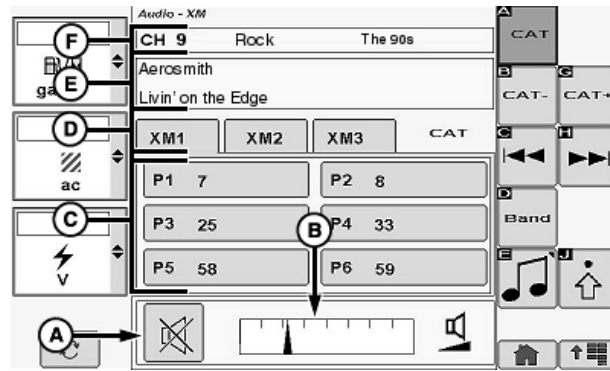 Audio - XM
CH 9 Rock The 90s
Aerosmith
Livin' on the Edge
XM1 XM2 XM3 CAT
P1 7 P2 8
P3 25 P4 33
P5 58 P6 59
F
E
D
C
B
A
ac
V
A
CAT
B
CAT-
G
CAT+
C
H
D
Band
E
J